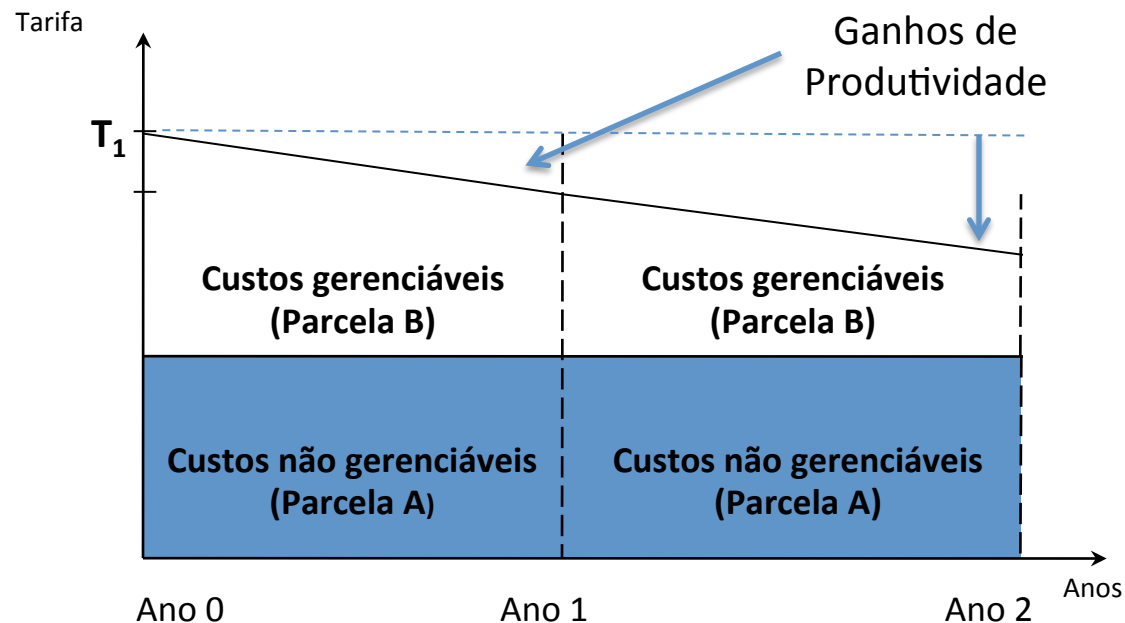 Tarifa
Ganhos de
Produtividade
T₁
Custos gerenciáveis
(Parcela B)
Custos gerenciáveis
(Parcela B)
Custos não gerenciáveis
(Parcela A)
Custos não gerenciáveis
(Parcela A)
Anos
Ano 0
Ano 1
Ano 2